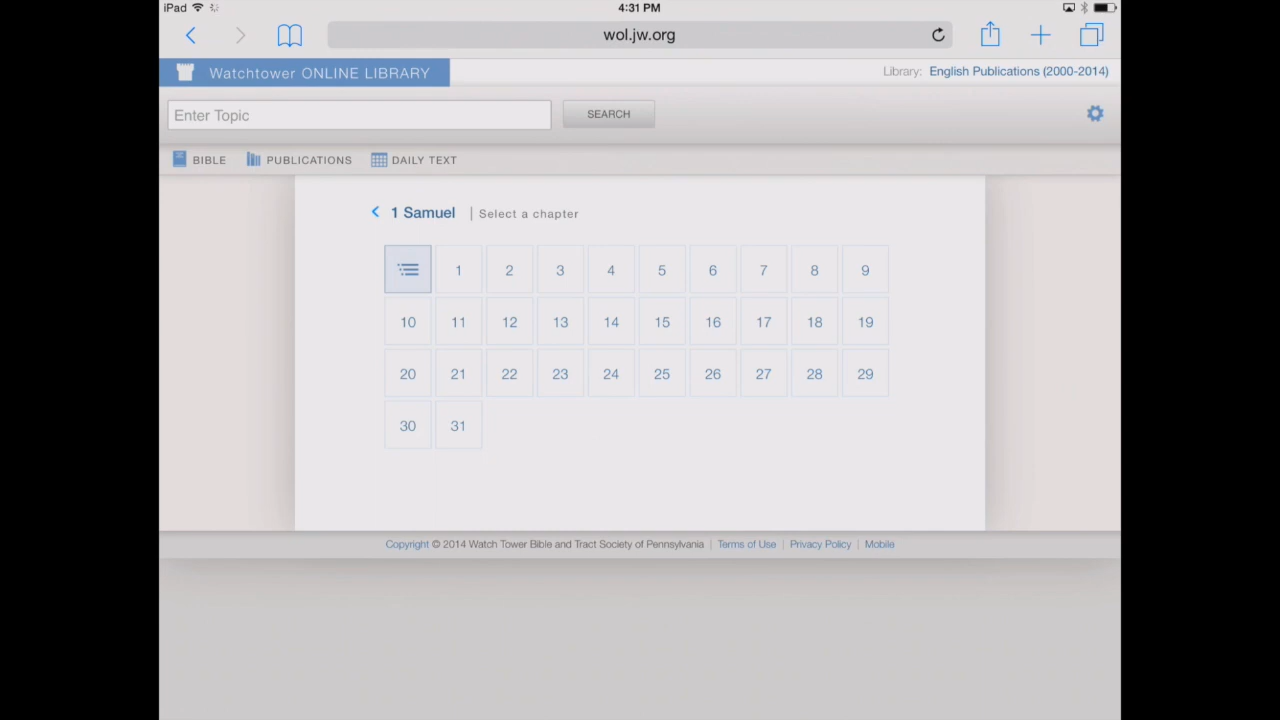 iPad 4:31 PM
wol.jw.org
Watchtower ONLINE LIBRARY Library: English Publications (2000-2014)
Enter Topic SEARCH
BIBLE PUBLICATIONS DAILY TEXT
1 Samuel | Select a chapter
1 2 3 4 5 6 7 8 9
10 11 12 13 14 15 16 17 18 19
20 21 22 23 24 25 26 27 28 29
30 31
Copyright © 2014 Watch Tower Bible and Tract Society of Pennsylvania | Terms of Use | Privacy Policy | Mobile